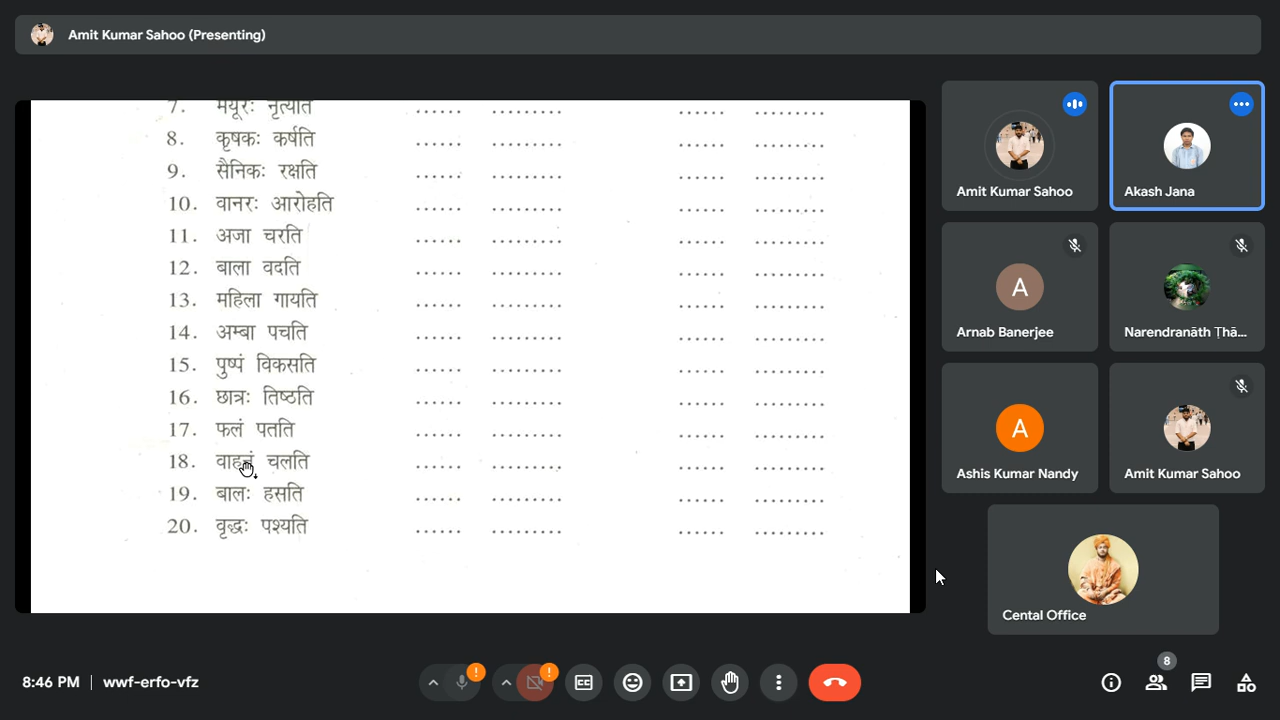 Amit Kumar Sahoo (Presenting)
7. मयूरः नृत्यति ...... ......... ...... .........
8. कृषकः कर्षति ...... ......... ...... .........
9. सैनिकः रक्षति ...... ......... ...... .........
10. वानरः आरोहति ...... ......... ...... .........
11. अजा चरति ...... ......... ...... .........
12. बाला वदति ...... ......... ...... .........
13. महिला गायति ...... ......... ...... .........
14. अम्बा पचति ...... ......... ...... .........
15. पुष्पं विकसति ...... ......... ...... .........
16. छात्रः तिष्ठति ...... ......... ...... .........
17. फलं पतति ...... ......... ...... .........
18. वाहनं चलति ...... ......... ...... .........
19. बालः हसति ...... ......... ...... .........
20. वृद्धः पश्यति ...... ......... ...... .........
Amit Kumar Sahoo
Akash Jana
A
Arnab Banerjee
Narendranāth Ṭhā...
A
Ashis Kumar Nandy
Amit Kumar Sahoo
Cental Office
8:46 PM | wwf-erfo-vfz
8